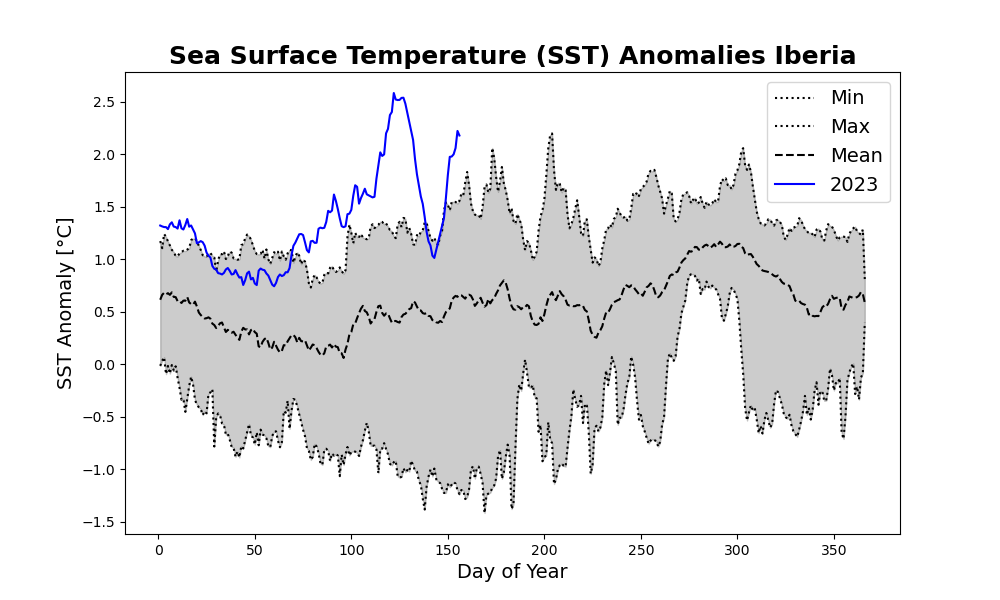 Sea Surface Temperature (SST) Anomalies Iberia
Min
Max
Mean
2023
SST Anomaly [°C]
2.5
2.0
1.5
1.0
0.5
0.0
−0.5
−1.0
−1.5
0 50 100 150 200 250 300 350
Day of Year